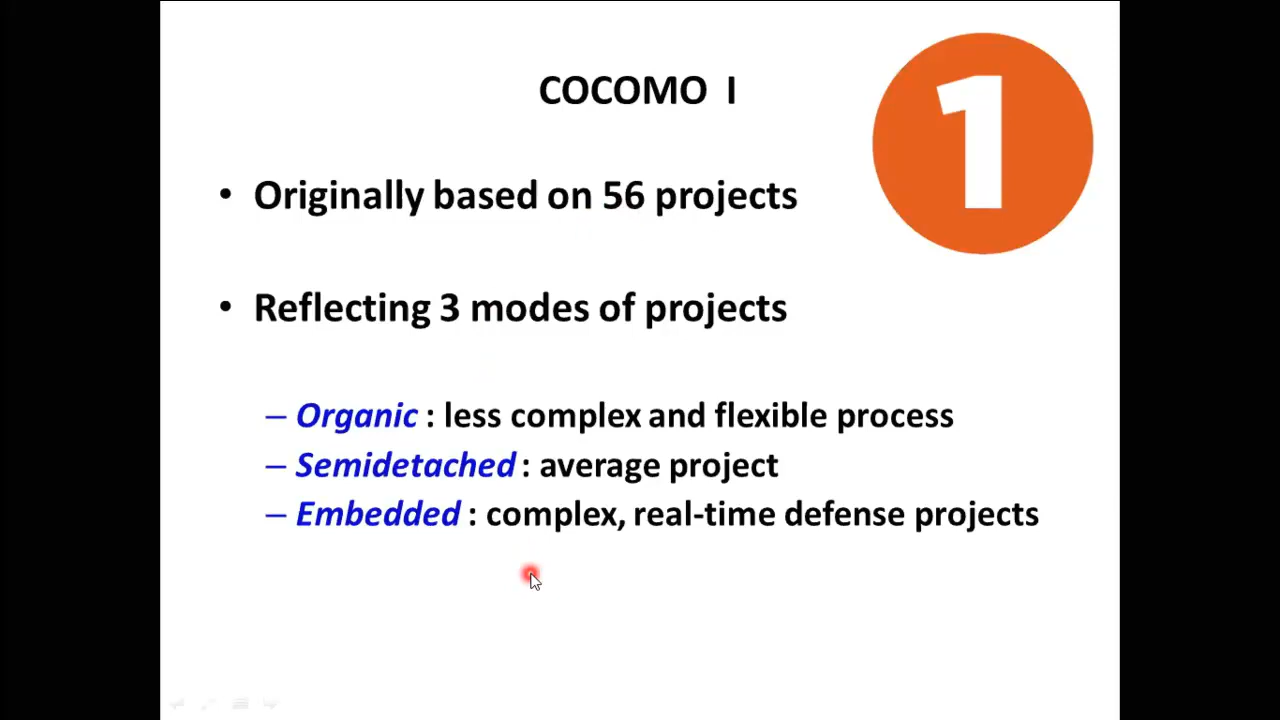 COCOMO I
1
• Originally based on 56 projects
• Reflecting 3 modes of projects
– Organic : less complex and flexible process
– Semidetached : average project
– Embedded : complex, real-time defense projects